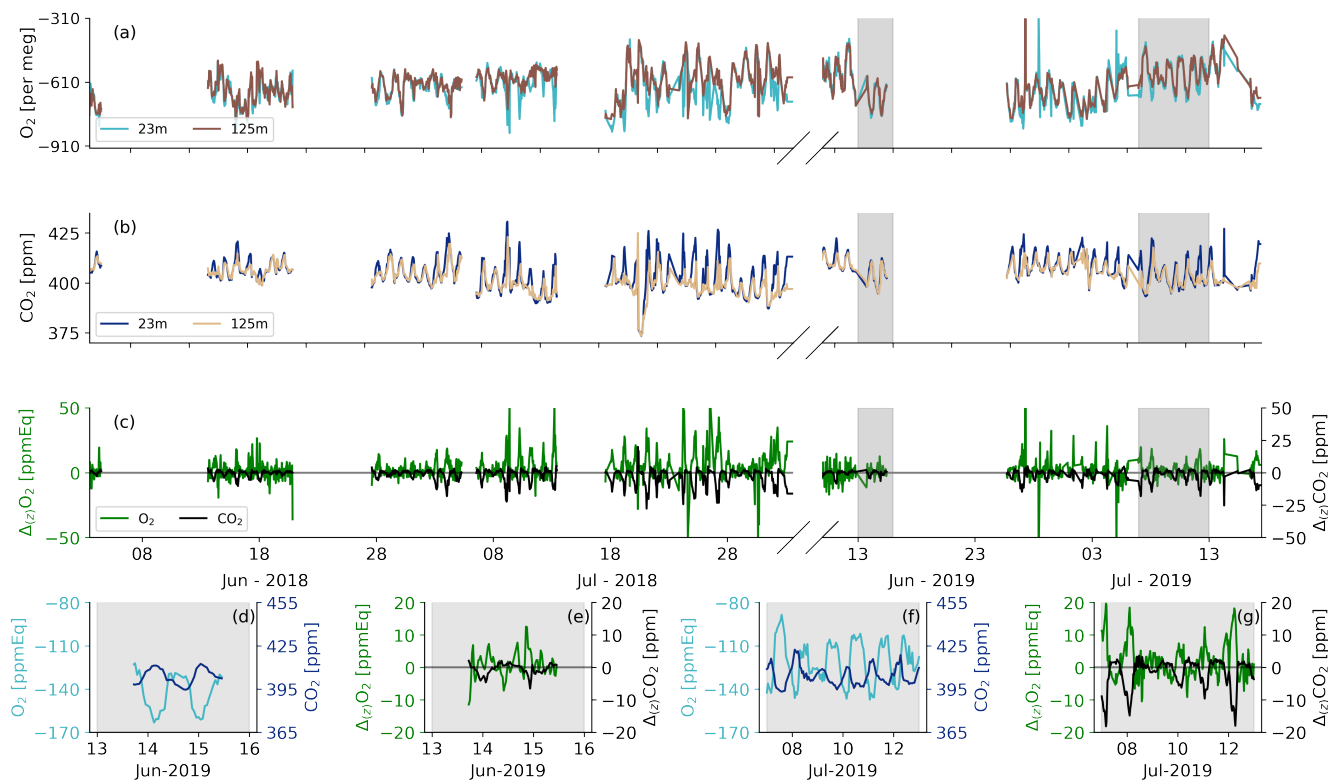 (a)
O₂ [per meg]
−310
−610
−910
23m 125m
(b)
CO₂ [ppm]
425
400
375
23m 125m
(c)
Δ₍z₎O₂ [ppmEq]
50
0
−50
O₂ CO₂
50
25
0
−25
−50
Δ₍z₎CO₂ [ppm]
08 18 28 08 18 28 13 23 03 13
Jun - 2018 Jul - 2018 Jun - 2019 Jul - 2019
(d)
O₂ [ppmEq]
−80
−110
−140
−170
455
425
395
365
CO₂ [ppm]
13 14 15 16
Jun-2019
(e)
Δ₍z₎O₂ [ppmEq]
20
10
0
−10
−20
20
10
0
−10
−20
Δ₍z₎CO₂ [ppm]
13 14 15 16
Jun-2019
(f)
O₂ [ppmEq]
−80
−110
−140
−170
455
425
395
365
CO₂ [ppm]
08 10 12
Jul-2019
(g)
Δ₍z₎O₂ [ppmEq]
20
10
0
−10
−20
20
10
0
−10
−20
Δ₍z₎CO₂ [ppm]
08 10 12
Jul-2019